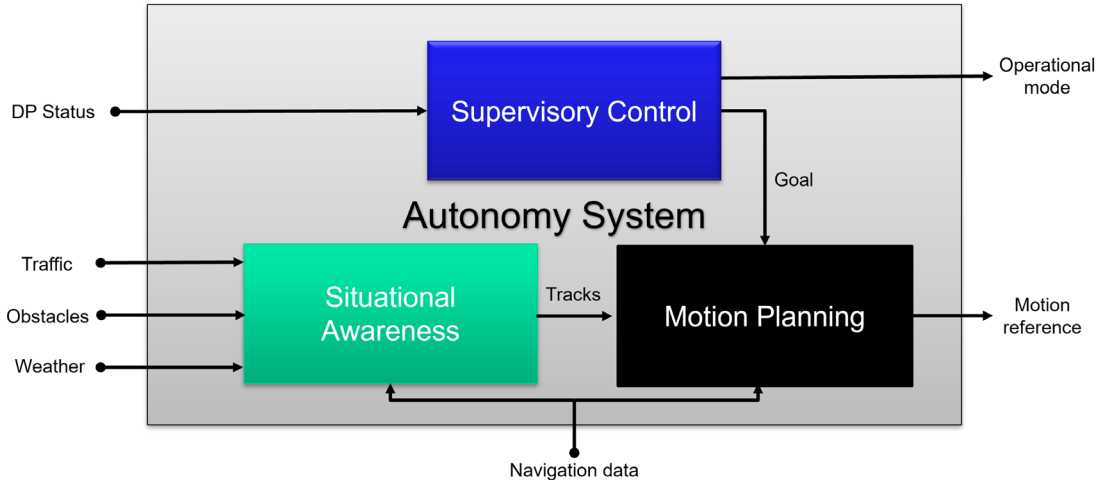 Supervisory Control
Operational
mode
DP Status
Goal
Autonomy System
Traffic
Obstacles
Weather
Situational
Awareness
Tracks
Motion Planning
Motion
reference
Navigation data